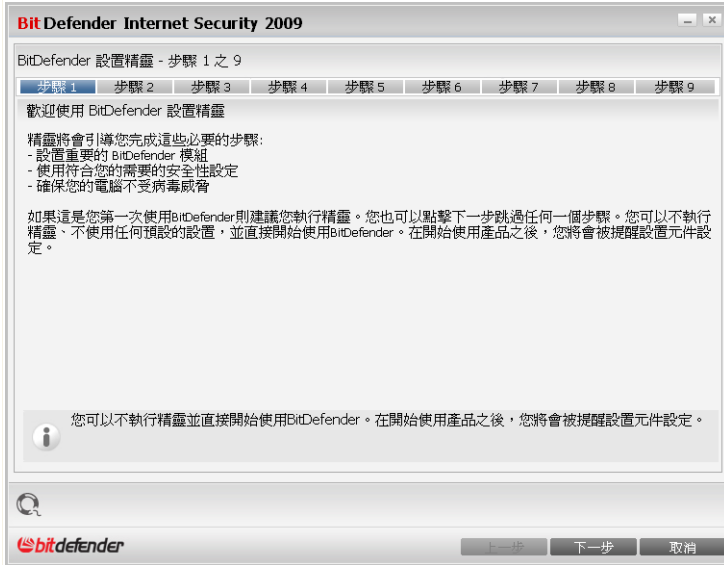 BitDefender Internet Security 2009
BitDefender 設置精靈 - 步驟 1 之 9
步驟 1 步驟 2 步驟 3 步驟 4 步驟 5 步驟 6 步驟 7 步驟 8 步驟 9
歡迎使用 BitDefender 設置精靈
精靈將會引導您完成這些必要的步驟:
- 設置重要的 BitDefender 模組
- 使用符合您的需要的安全性設定
- 確保您的電腦不受病毒威脅
如果這是您第一次使用BitDefender則建議您執行精靈。您也可以點擊下一步跳過任何一個步驟。您可以不執行
精靈、不使用任何預設的設置，並直接開始使用BitDefender。在開始使用產品之後，您將會被提醒設置元件設
定。
您可以不執行精靈並直接開始使用BitDefender。在開始使用產品之後，您將會被提醒設置元件設定。
bitdefender
上一步 下一步 取消